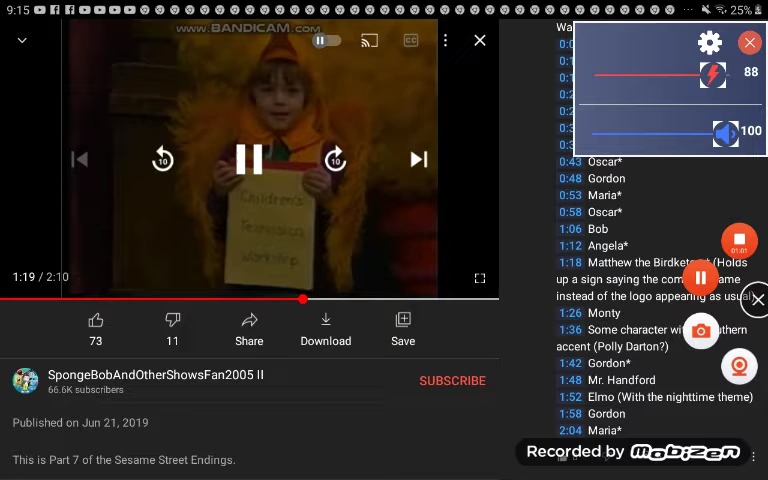 9:15
25%
www.BANDICAM.com
CC
10
10
Children's
Television
Workshop
1:19 / 2:10
73
11
Share
Download
Save
SpongeBobAndOtherShowsFan2005 II
66.6K subscribers
SUBSCRIBE
Published on Jun 21, 2019
This is Part 7 of the Sesame Street Endings.
88
100
0:43 Oscar*
0:48 Gordon
0:53 Maria*
0:58 Oscar*
1:06 Bob
1:12 Angela*
1:18 Matthew the (Holds
up a sign saying the
instead of the logo appearing as usual)
1:26 Monty
1:36 Some character
accent (Polly Darton?)
1:42 Gordon*
1:48 Mr. Handford
1:52 Elmo (With the nighttime theme)
1:58 Gordon
2:04 Maria*
01:01
Recorded by MOBIZEN